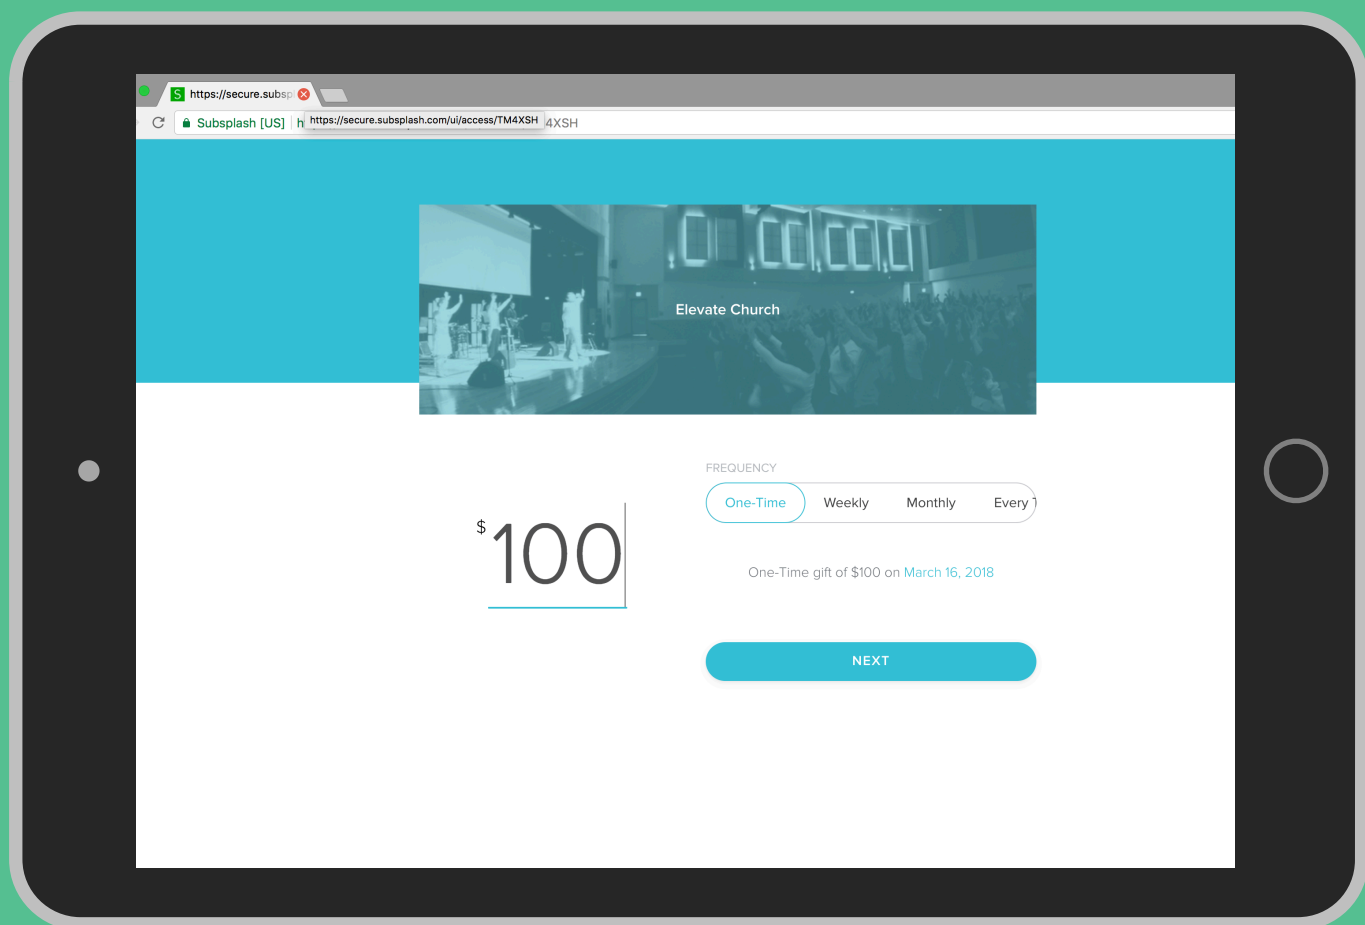 S https://secure.subsp
Subsplash [US] h
https://secure.subsplash.com/ui/access/TM4XSH
4XSH
Elevate Church
FREQUENCY
One-Time Weekly Monthly Every
$100
One-Time gift of $100 on March 16, 2018
NEXT